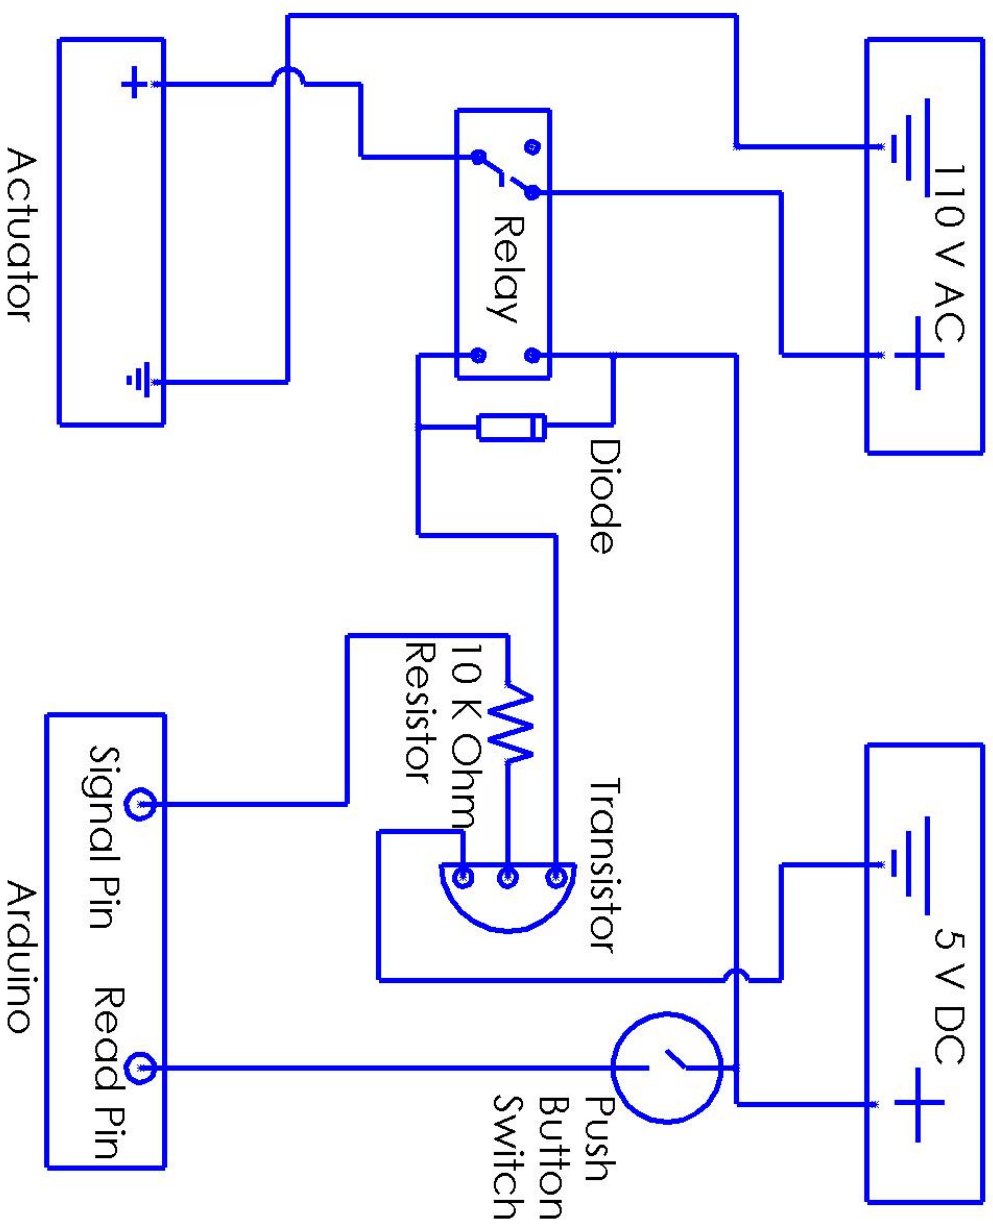 110 V AC
5 V DC
Relay
Diode
Transistor
Push
Button
Switch
10 K Ohm
Resistor
Signal Pin
Read Pin
Actuator
Arduino